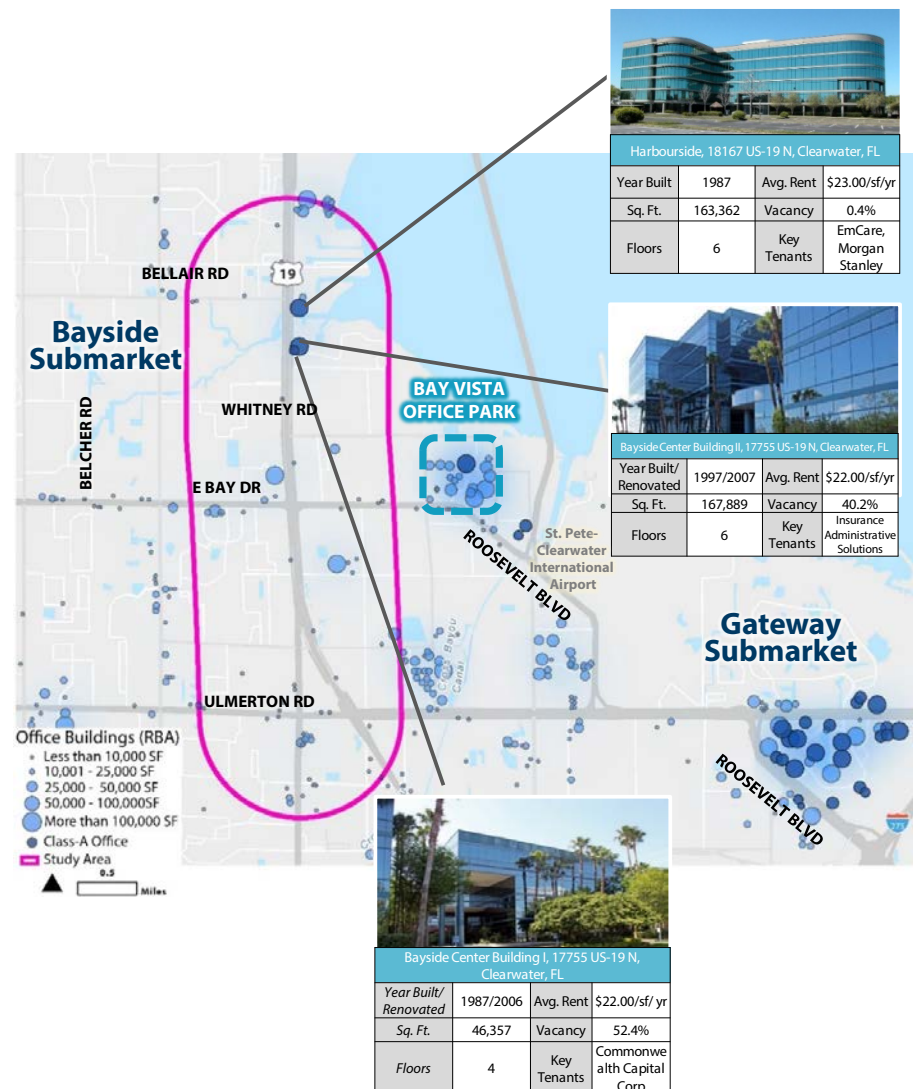 Harbourside, 18167 US-19 N, Clearwater, FL
Year Built 1987 Avg. Rent $23.00/sf/yr
Sq. Ft. 163,362 Vacancy 0.4%
Floors 6 Key Tenants EmCare, Morgan Stanley
BELLAIR RD
19
Bayside
Submarket
BELCHER RD
WHITNEY RD
BAY VISTA
OFFICE PARK
E BAY DR
Bayside Center Building II, 17755 US-19 N, Clearwater, FL
Year Built/ Renovated 1997/2007 Avg. Rent $22.00/sf/yr
Sq. Ft. 167,889 Vacancy 40.2%
Floors 6 Key Tenants Insurance Administrative Solutions
St. Pete-
Clearwater
International
Airport
ROOSEVELT BLVD
Gateway
Submarket
Cross Bayou
Canal
ULMERTON RD
ROOSEVELT BLVD
275
Office Buildings (RBA)
Less than 10,000 SF
10,001 - 25,000 SF
25,000 - 50,000 SF
50,000 - 100,000SF
More than 100,000 SF
Class-A Office
Study Area
0.5
Miles
Bayside Center Building I, 17755 US-19 N,
Clearwater, FL
Year Built/ Renovated 1987/2006 Avg. Rent $22.00/sf/ yr
Sq. Ft. 46,357 Vacancy 52.4%
Floors 4 Key Tenants Commonwe alth Capital Corp